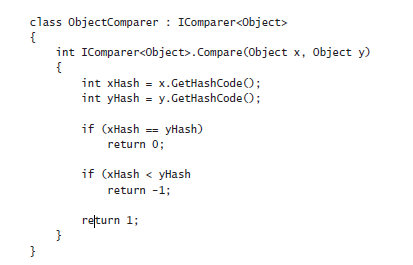 class ObjectComparer : IComparer<Object>
{
    int IComparer<Object>.Compare(Object x, Object y)
    {
        int xHash = x.GetHashCode();
        int yHash = y.GetHashCode();

        if (xHash == yHash)
            return 0;

        if (xHash < yHash
            return -1;

        return 1;
    }
}